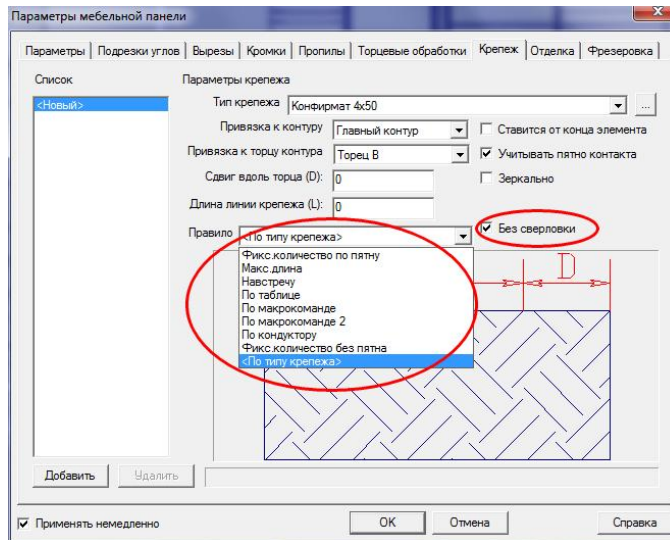 Параметры мебельной панели
Параметры Подрезки углов Вырезы Кромки Пропилы Торцевые обработки Крепеж Отделка Фрезеровка
Список
<Новый>
Параметры крепежа
Тип крепежа Конфирмат 4x50 ...
Привязка к контуру Главный контур Ставится от конца элемента
Привязка к торцу контура Торец B Учитывать пятно контакта
Сдвиг вдоль торца (D): 0 Зеркально
Длина линии крепежа (L): 0
Правило <По типу крепежа> Без сверловки
Фикс.количество по пятну
Макс.длина
Навстречу
По таблице
По макрокоманде
По макрокоманде 2
По кондуктору
Фикс.количество без пятна
<По типу крепежа>
D
Добавить Удалить
Применять немедленно OK Отмена Справка